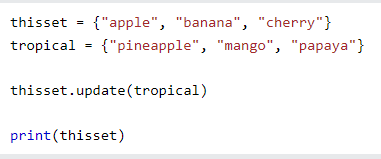 thisset = {"apple", "banana", "cherry"}
tropical = {"pineapple", "mango", "papaya"}
thisset.update(tropical)
print(thisset)